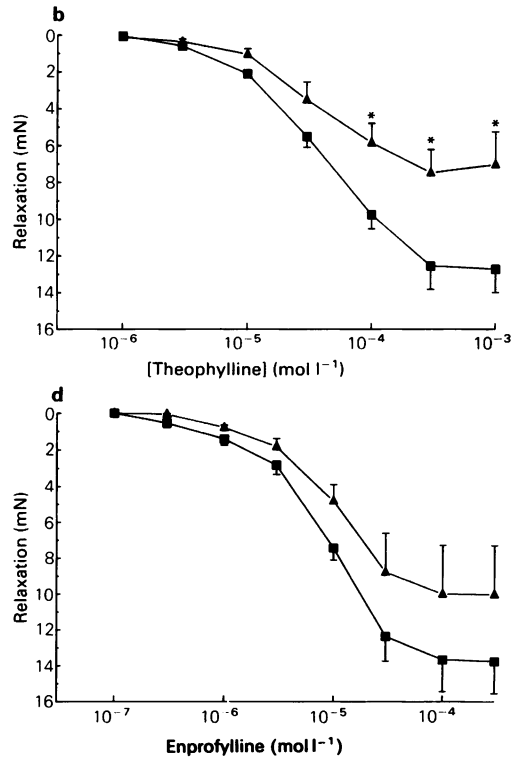 b
0
2
4
6
8
10
12
14
16
Relaxation (mN)
* * *
10⁻⁶ 10⁻⁵ 10⁻⁴ 10⁻³
[Theophylline] (mol l⁻¹)
d
0
2
4
6
8
10
12
14
16
Relaxation (mN)
10⁻⁷ 10⁻⁶ 10⁻⁵ 10⁻⁴
Enprofylline (mol l⁻¹)